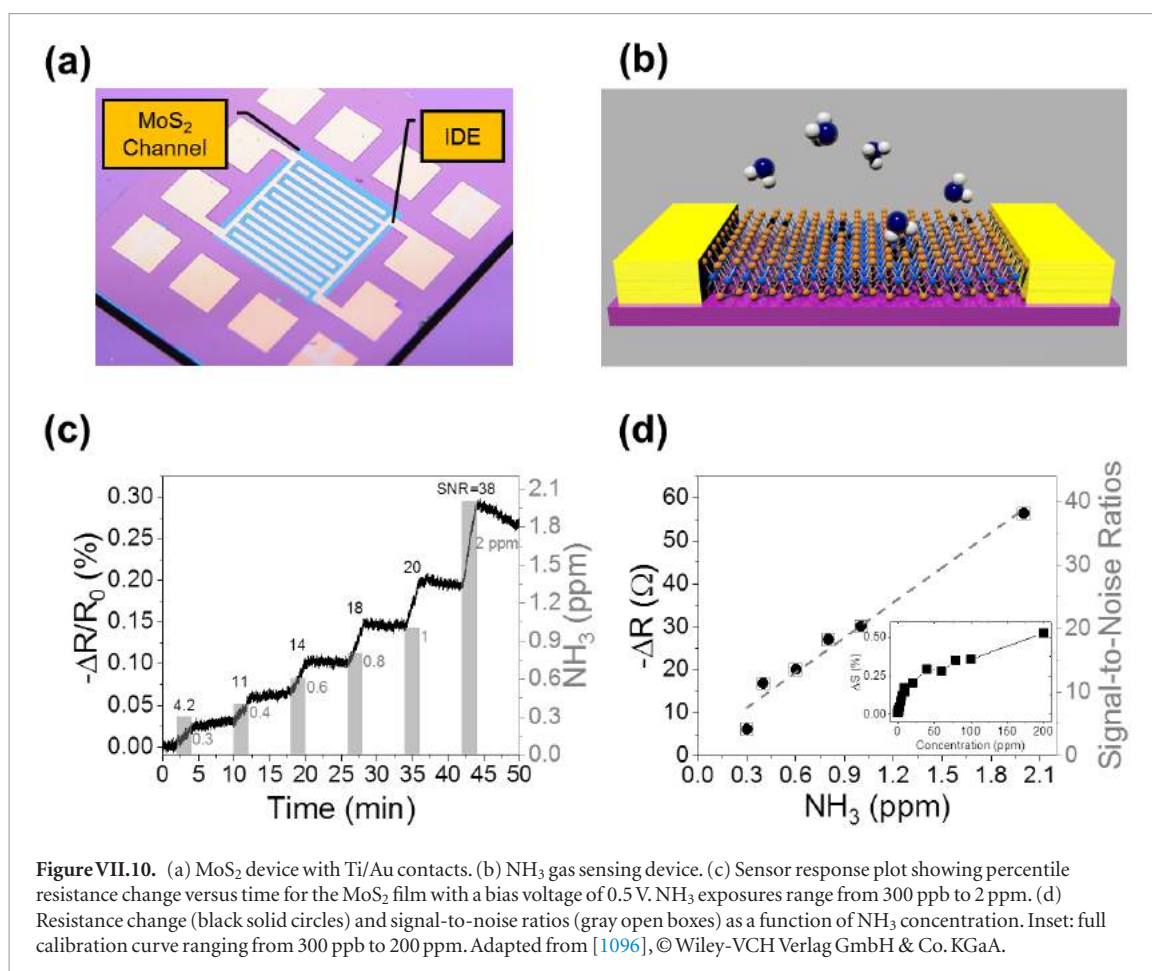 (a)
MoS₂
Channel
IDE
(b)
(c)
-ΔR/R₀ (%)
0.30
0.25
0.20
0.15
0.10
0.05
0.00
4.2
11
14
18
20
SNR=38
0.3
0.4
0.6
0.8
1
2 ppm
2.1
1.8
1.5
1.2
0.9
0.6
0.3
0.0
NH₃ (ppm)
0 5 10 15 20 25 30 35 40 45 50
Time (min)
(d)
-ΔR (Ω)
60
50
40
30
20
10
0
40
30
20
10
0
Signal-to-Noise Ratios
ΔS (%)
0.50
0.25
0.00
0 50 100 150 200
Concentration (ppm)
0.0 0.3 0.6 0.9 1.2 1.5 1.8 2.1
NH₃ (ppm)
Figure VII.10. (a) MoS₂ device with Ti/Au contacts. (b) NH₃ gas sensing device. (c) Sensor response plot showing percentile
resistance change versus time for the MoS₂ film with a bias voltage of 0.5 V. NH₃ exposures range from 300 ppb to 2 ppm. (d)
Resistance change (black solid circles) and signal-to-noise ratios (gray open boxes) as a function of NH₃ concentration. Inset: full
calibration curve ranging from 300 ppb to 200 ppm. Adapted from [1096], © Wiley-VCH Verlag GmbH & Co. KGaA.